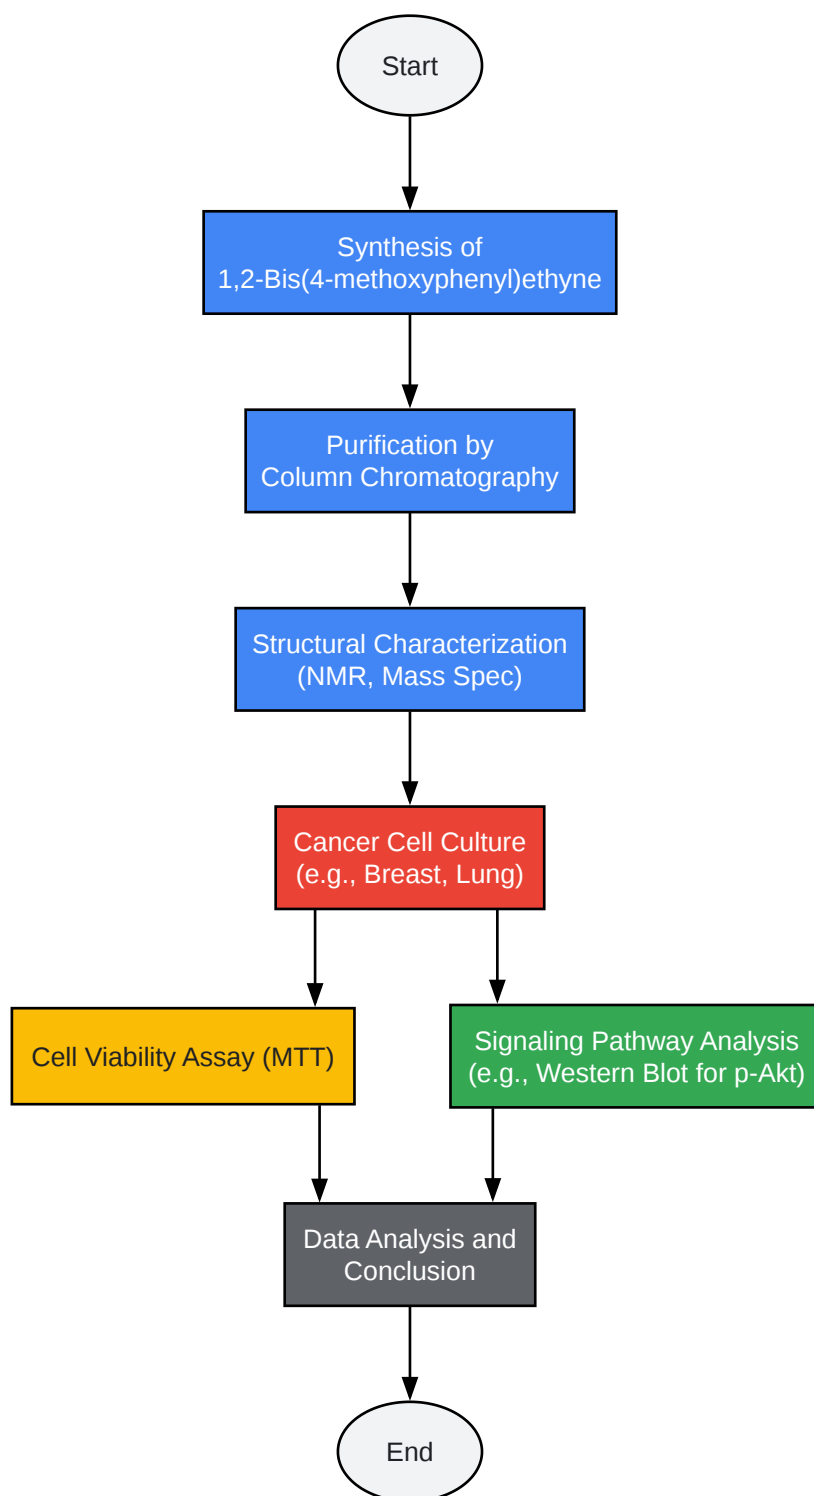 Start
Synthesis of
1,2-Bis(4-methoxyphenyl)ethyne
Purification by
Column Chromatography
Structural Characterization
(NMR, Mass Spec)
Cancer Cell Culture
(e.g., Breast, Lung)
Cell Viability Assay (MTT)
Signaling Pathway Analysis
(e.g., Western Blot for p-Akt)
Data Analysis and
Conclusion
End